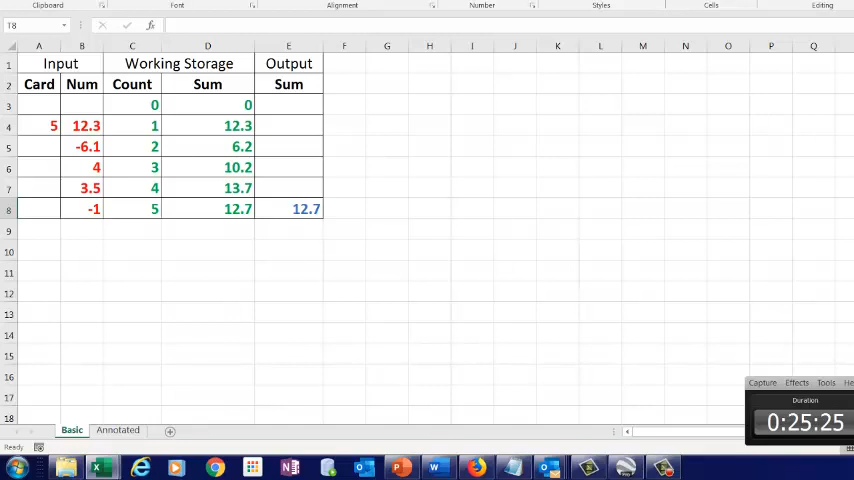 Clipboard Font Alignment Number Styles Cells Editing
T8 fx
A B C D E F G H I J K L M N O P Q
1 Input Working Storage Output
2 Card Num Count Sum Sum
3 0 0
4 5 12.3 1 12.3
5 -6.1 2 6.2
6 4 3 10.2
7 3.5 4 13.7
8 -1 5 12.7 12.7
9
10
11
12
13
14
15
16
17
18
Capture Effects Tools He
Duration
0:25:25
Basic Annotated
Ready